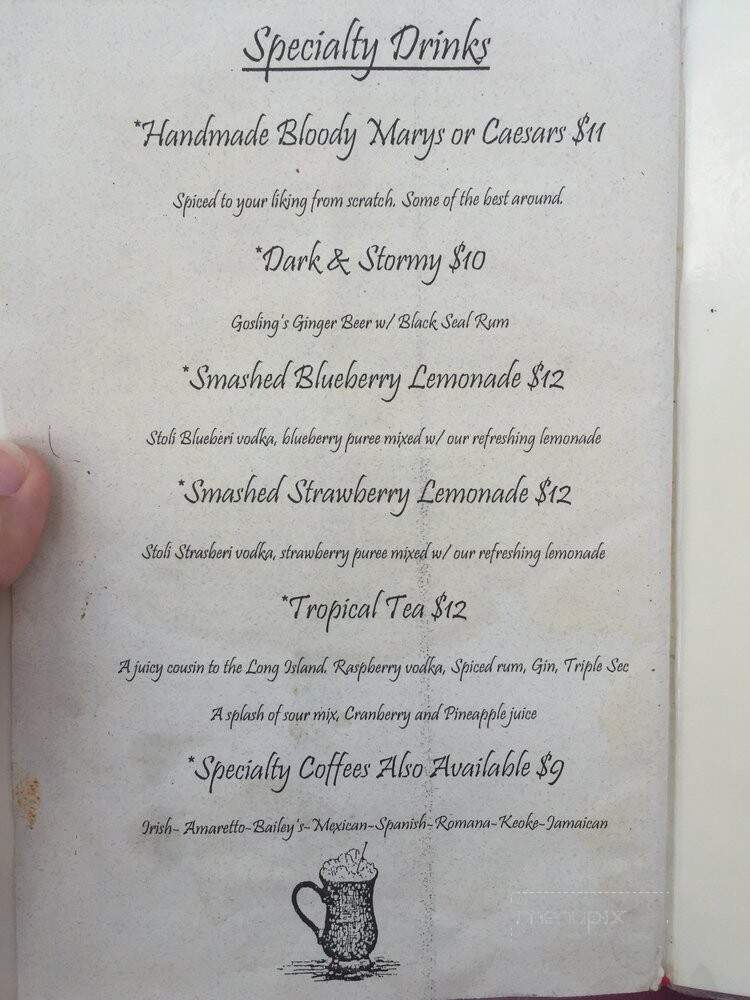 Specialty Drinks
*Handmade Bloody Marys or Caesars $11
Spiced to your liking from scratch. Some of the best around.
*Dark & Stormy $10
Gosling's Ginger Beer w/ Black Seal Rum
*Smashed Blueberry Lemonade $12
Stoli Blueberi vodka, blueberry puree mixed w/ our refreshing lemonade
*Smashed Strawberry Lemonade $12
Stoli Strasberi vodka, strawberry puree mixed w/ our refreshing lemonade
*Tropical Tea $12
A juicy cousin to the Long Island. Raspberry vodka, Spiced rum, Gin, Triple Sec
A splash of sour mix, Cranberry and Pineapple juice
*Specialty Coffees Also Available $9
Irish- Amaretto-Bailey's-Mexican-Spanish-Romana-Keoke-Jamaican
menupix